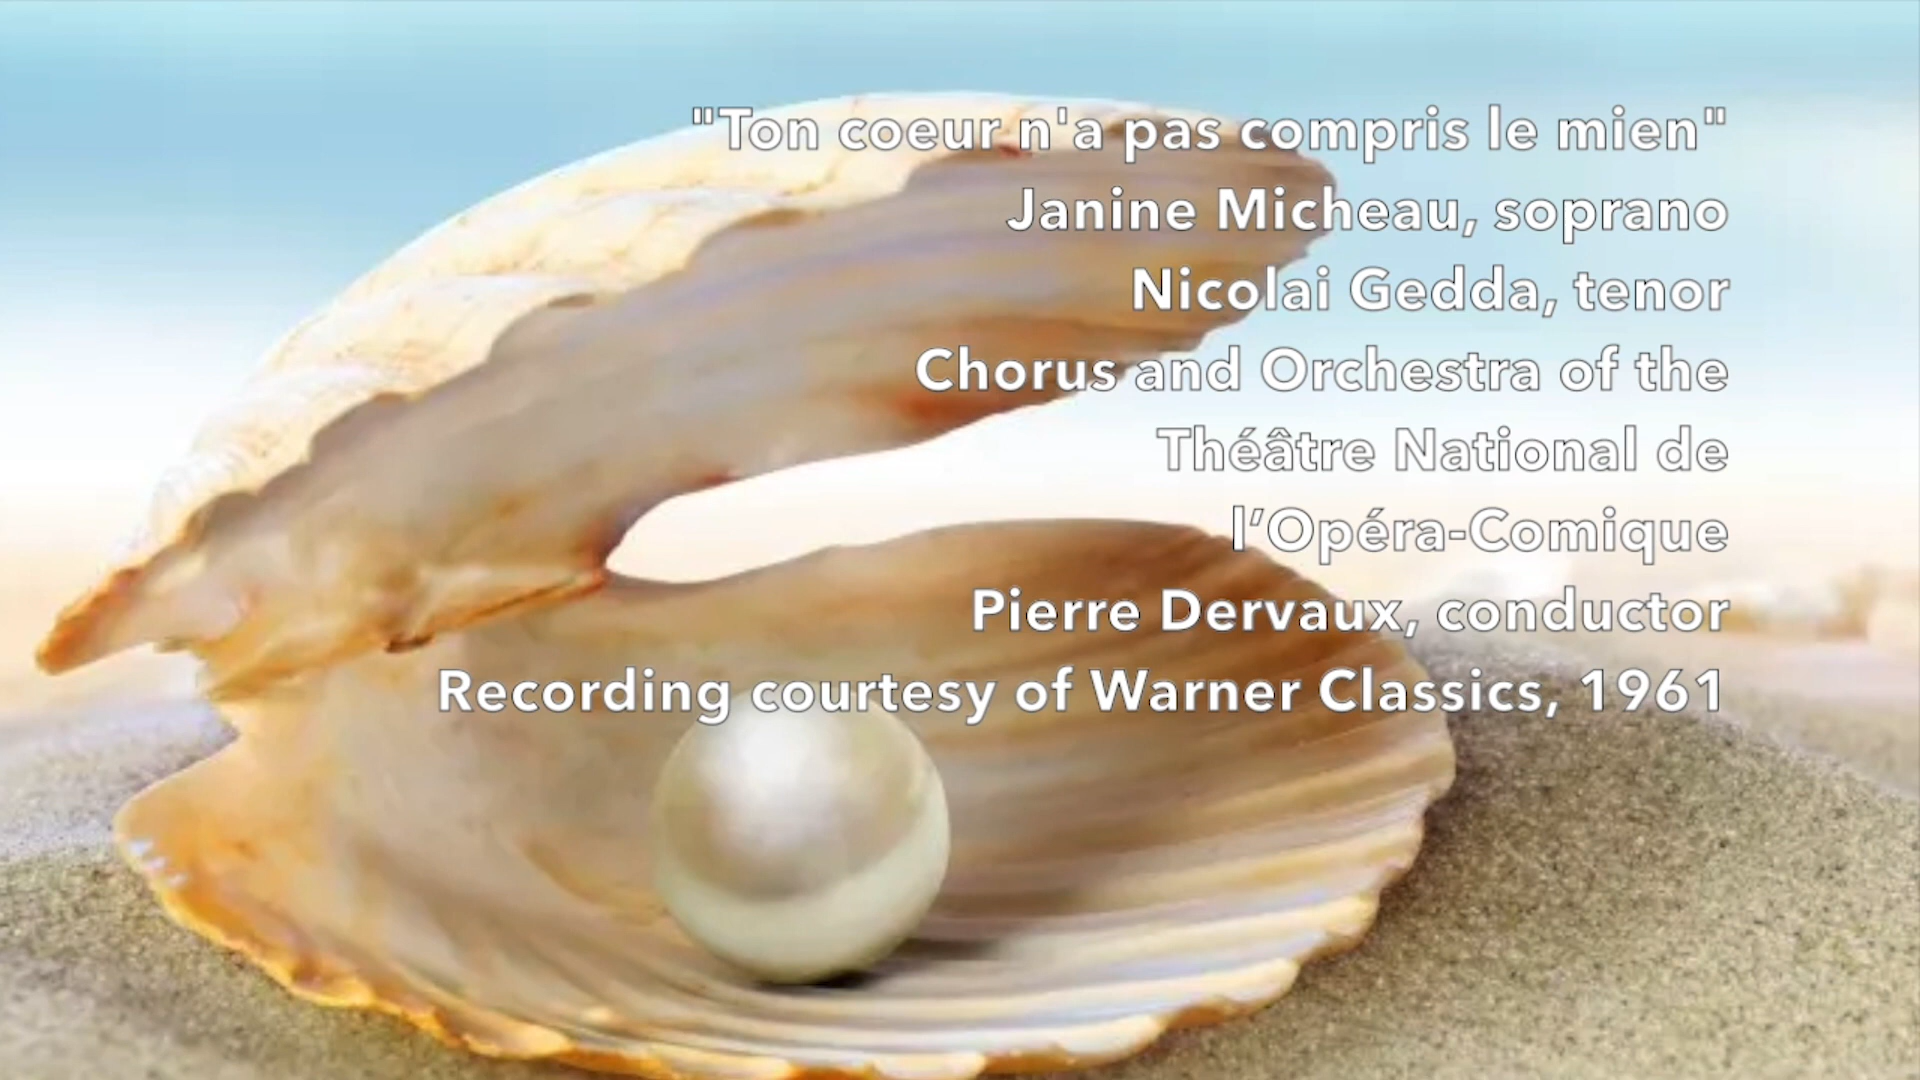 "Ton coeur n'a pas compris le mien"
Janine Micheau, soprano
Nicolai Gedda, tenor
Chorus and Orchestra of the
Théâtre National de
l’Opéra-Comique
Pierre Dervaux, conductor
Recording courtesy of Warner Classics, 1961